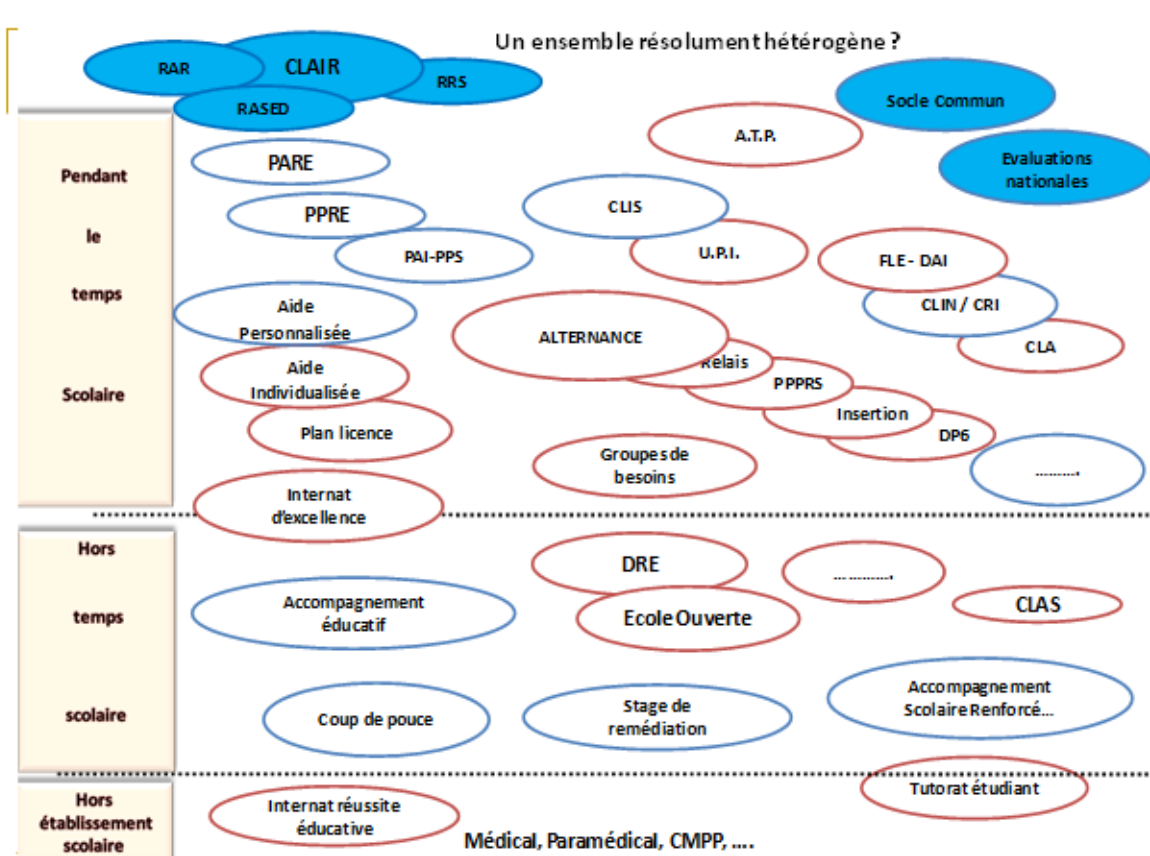 Un ensemble résolument hétérogène ?
RAR
CLAIR
RRS
RASED
Socle Commun
A.T.P.
Evaluations
nationales
Pendant
le
temps
Scolaire
PARE
PPRE
CLIS
PAI-PPS
U.P.I.
FLE - DAI
CLIN / CRI
CLA
Aide
Personnalisée
ALTERNANCE
Relais
PPPRS
Insertion
DP6
Aide
Individualisée
Plan licence
Groupes de
besoins
..........
Internat
d'excellence
Hors
temps
scolaire
DRE
..............
Accompagnement
éducatif
Ecole Ouverte
CLAS
Coup de pouce
Stage de
remédiation
Accompagnement
Scolaire Renforcé...
Hors
établissement
scolaire
Internat réussite
éducative
Tutorat étudiant
Médical, Paramédical, CMPP, ....